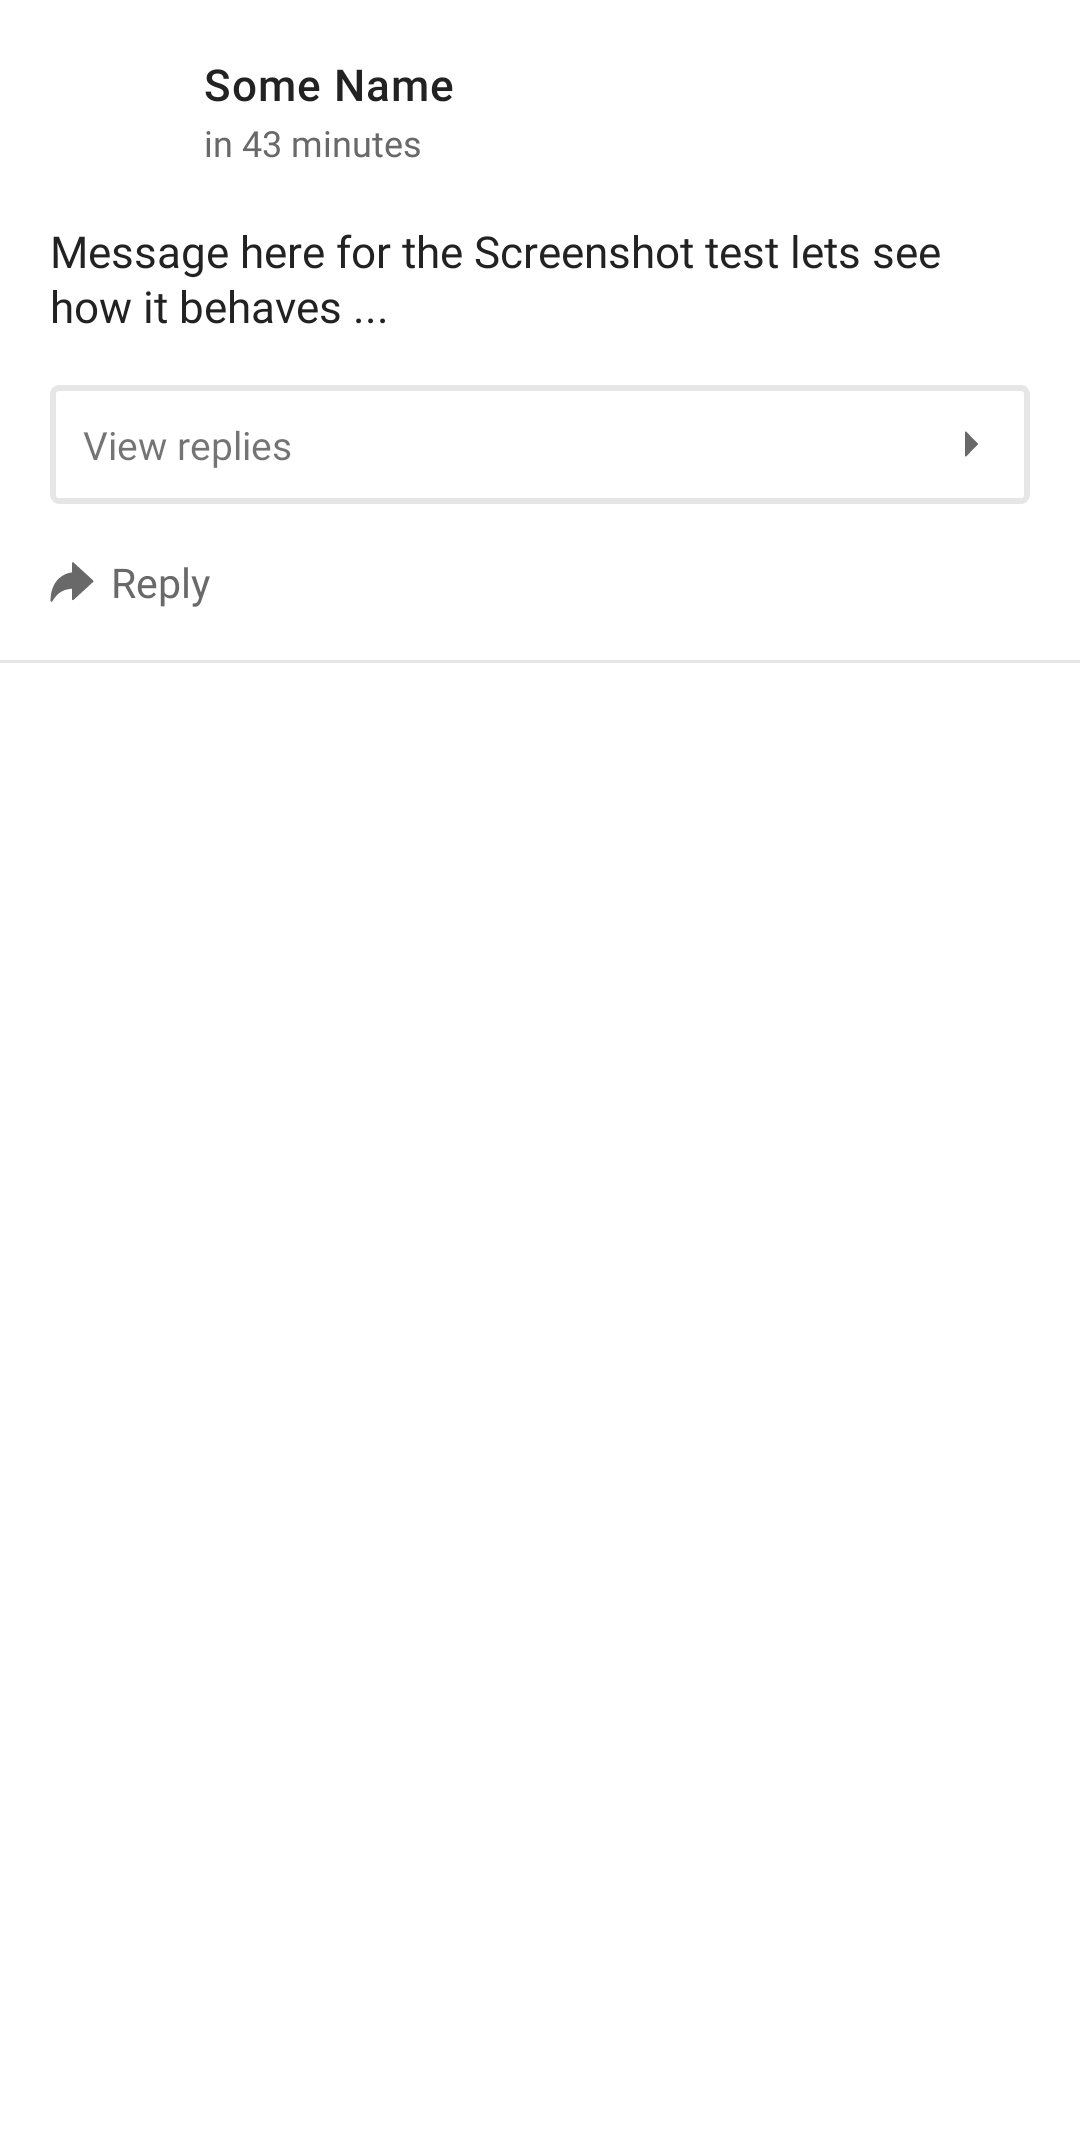 Some Name
in 43 minutes
Message here for the Screenshot test lets see
how it behaves ...
View replies
Reply